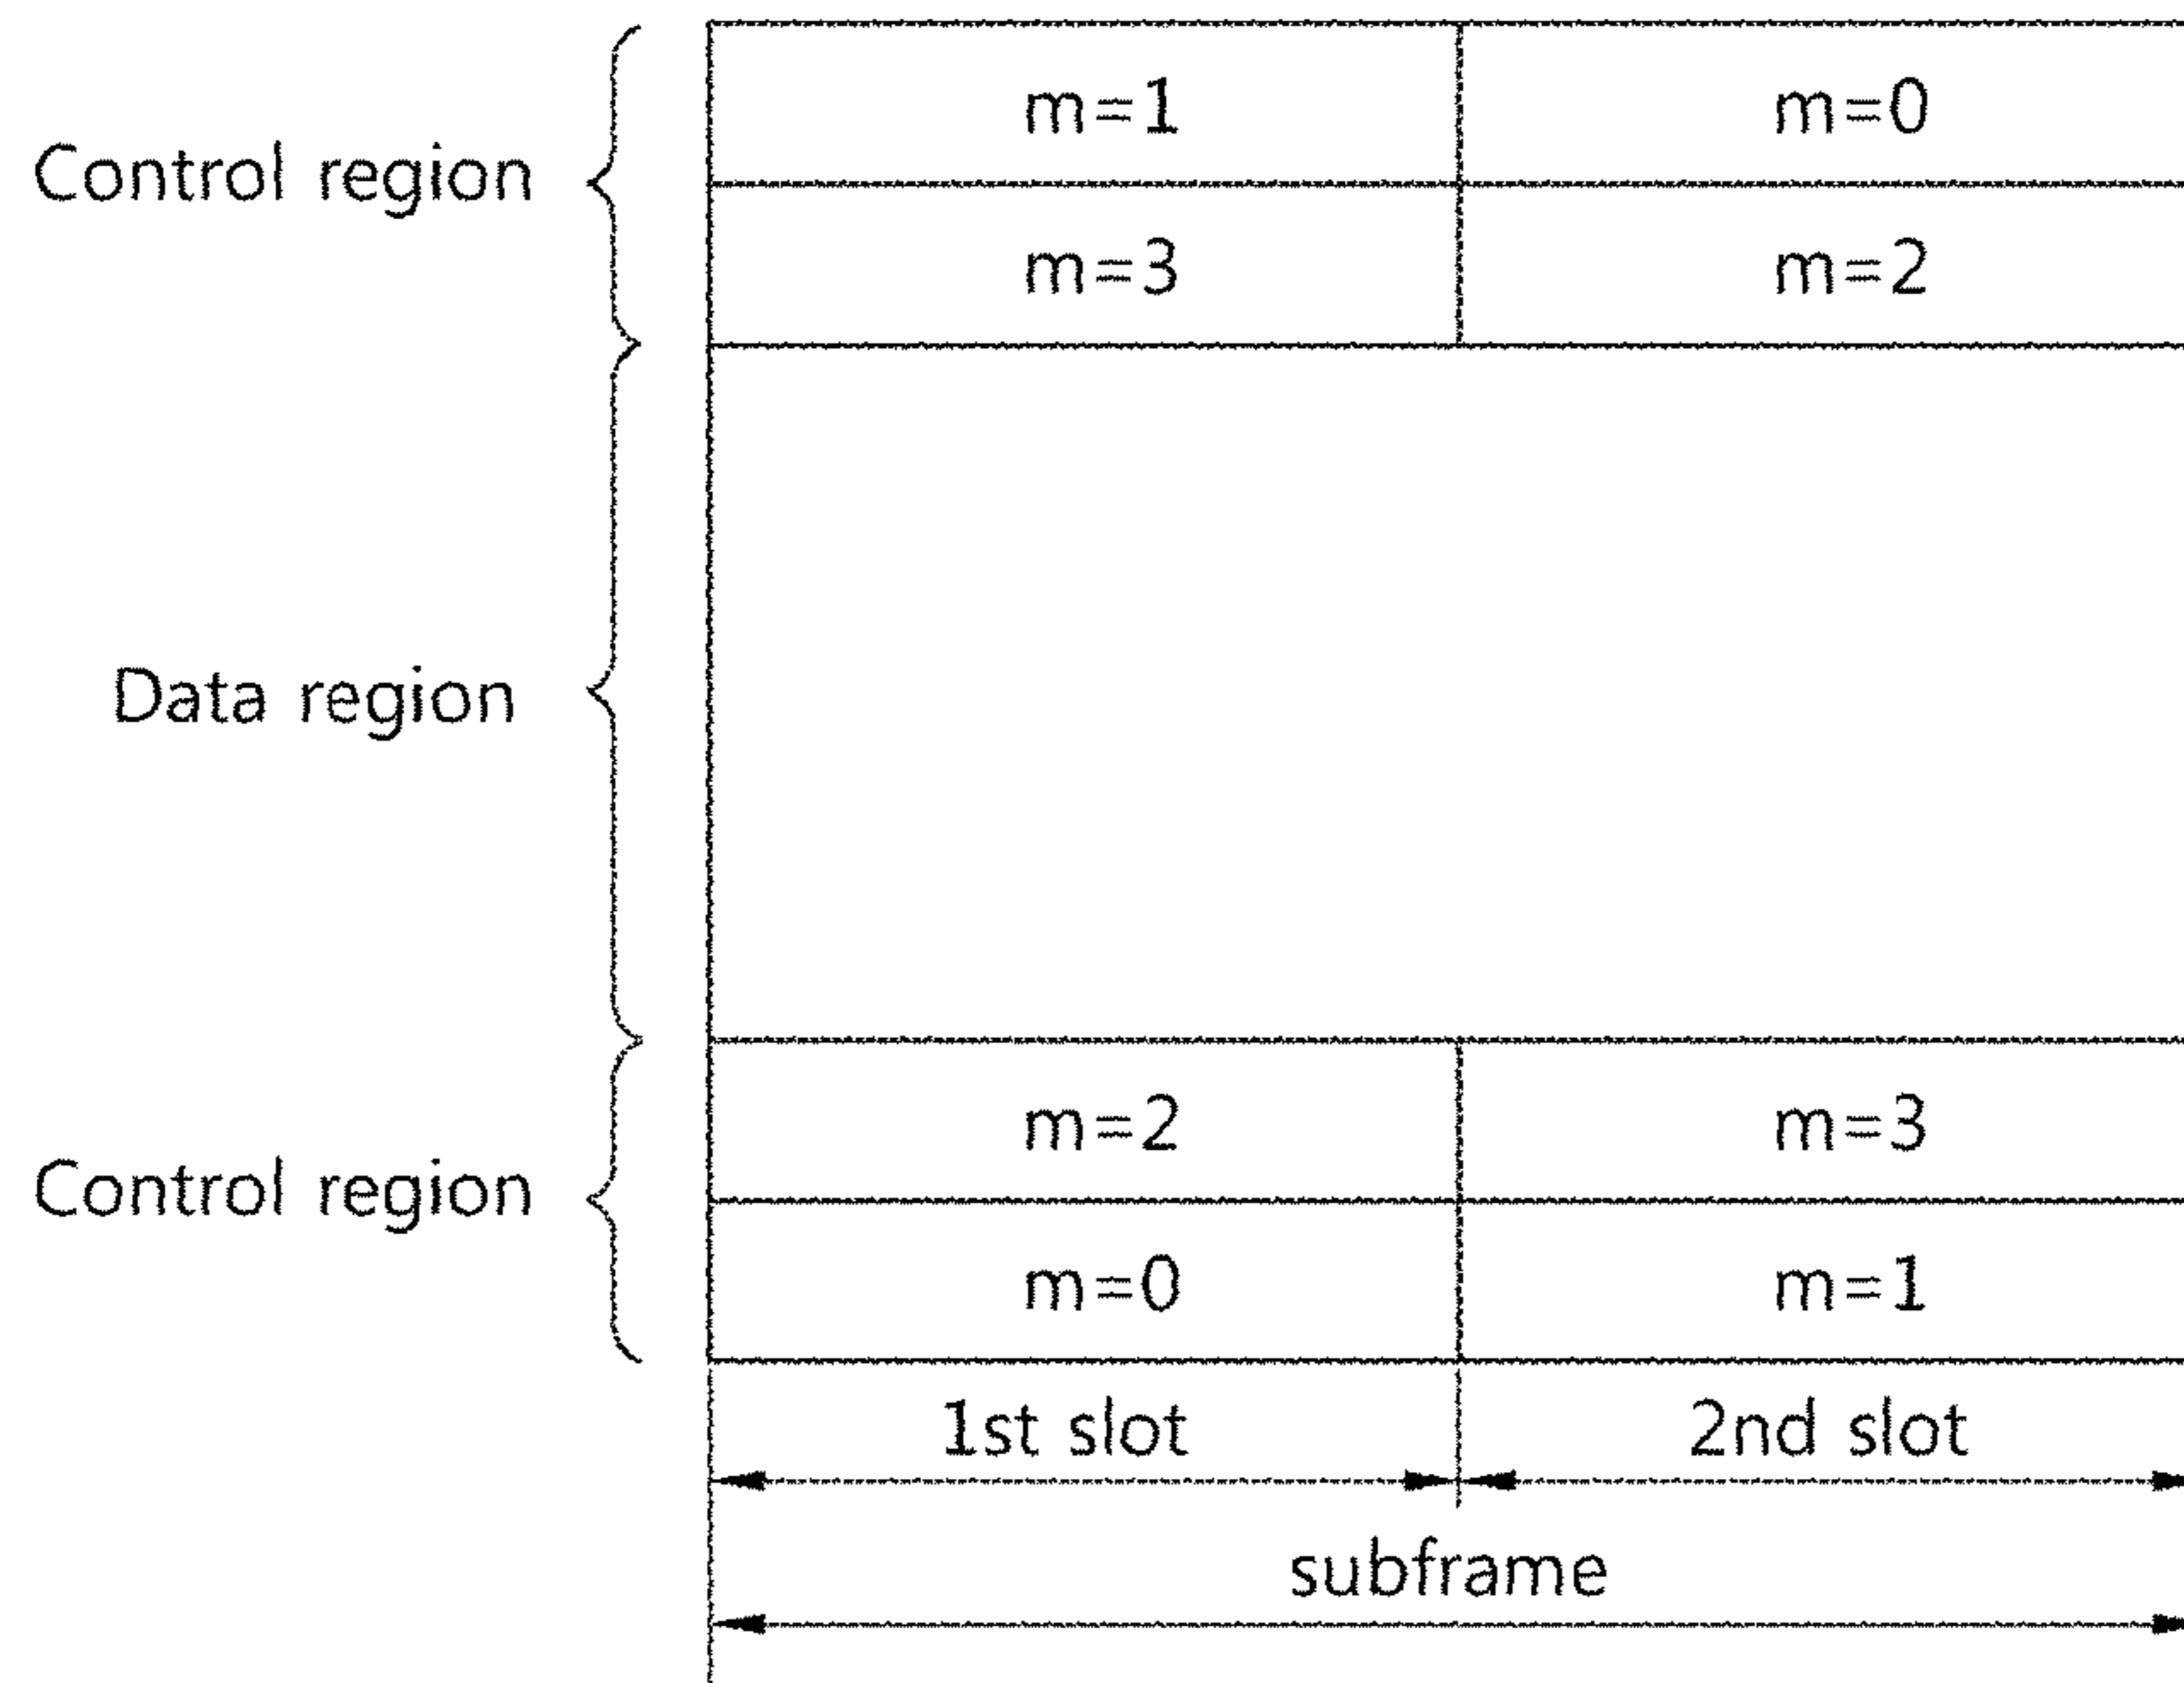 m=1 m=0
Control region
m=3 m=2
Data region
m=2 m=3
Control region
m=0 m=1
1st slot 2nd slot
subframe